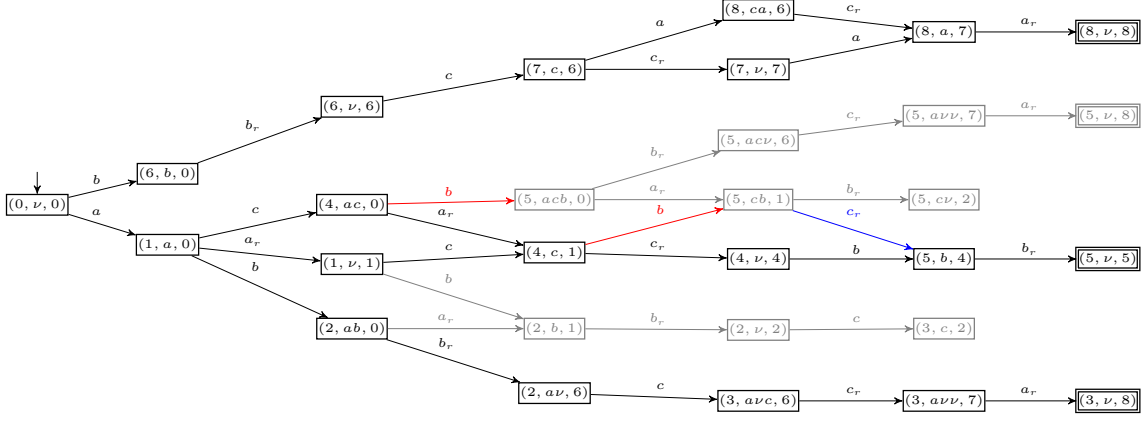 (8, ca, 6)
a
c_r
(8, a, 7)
a_r
(8, ν, 8)
c
(7, c, 6)
c_r
(7, ν, 7)
a
b_r
(6, ν, 6)
(5, aνν, 7)
a_r
(5, ν, 8)
c_r
(5, acν, 6)
b_r
b
(6, b, 0)
(0, ν, 0)
a
c
(4, ac, 0)
b
(5, acb, 0)
a_r
(5, cb, 1)
b_r
(5, cν, 2)
a_r
b
c_r
(1, a, 0)
a_r
(1, ν, 1)
c
(4, c, 1)
c_r
(4, ν, 4)
b
(5, b, 4)
b_r
(5, ν, 5)
b
b
(2, ab, 0)
a_r
(2, b, 1)
b_r
(2, ν, 2)
c
(3, c, 2)
b_r
(2, aν, 6)
c
(3, aνc, 6)
c_r
(3, aνν, 7)
a_r
(3, ν, 8)